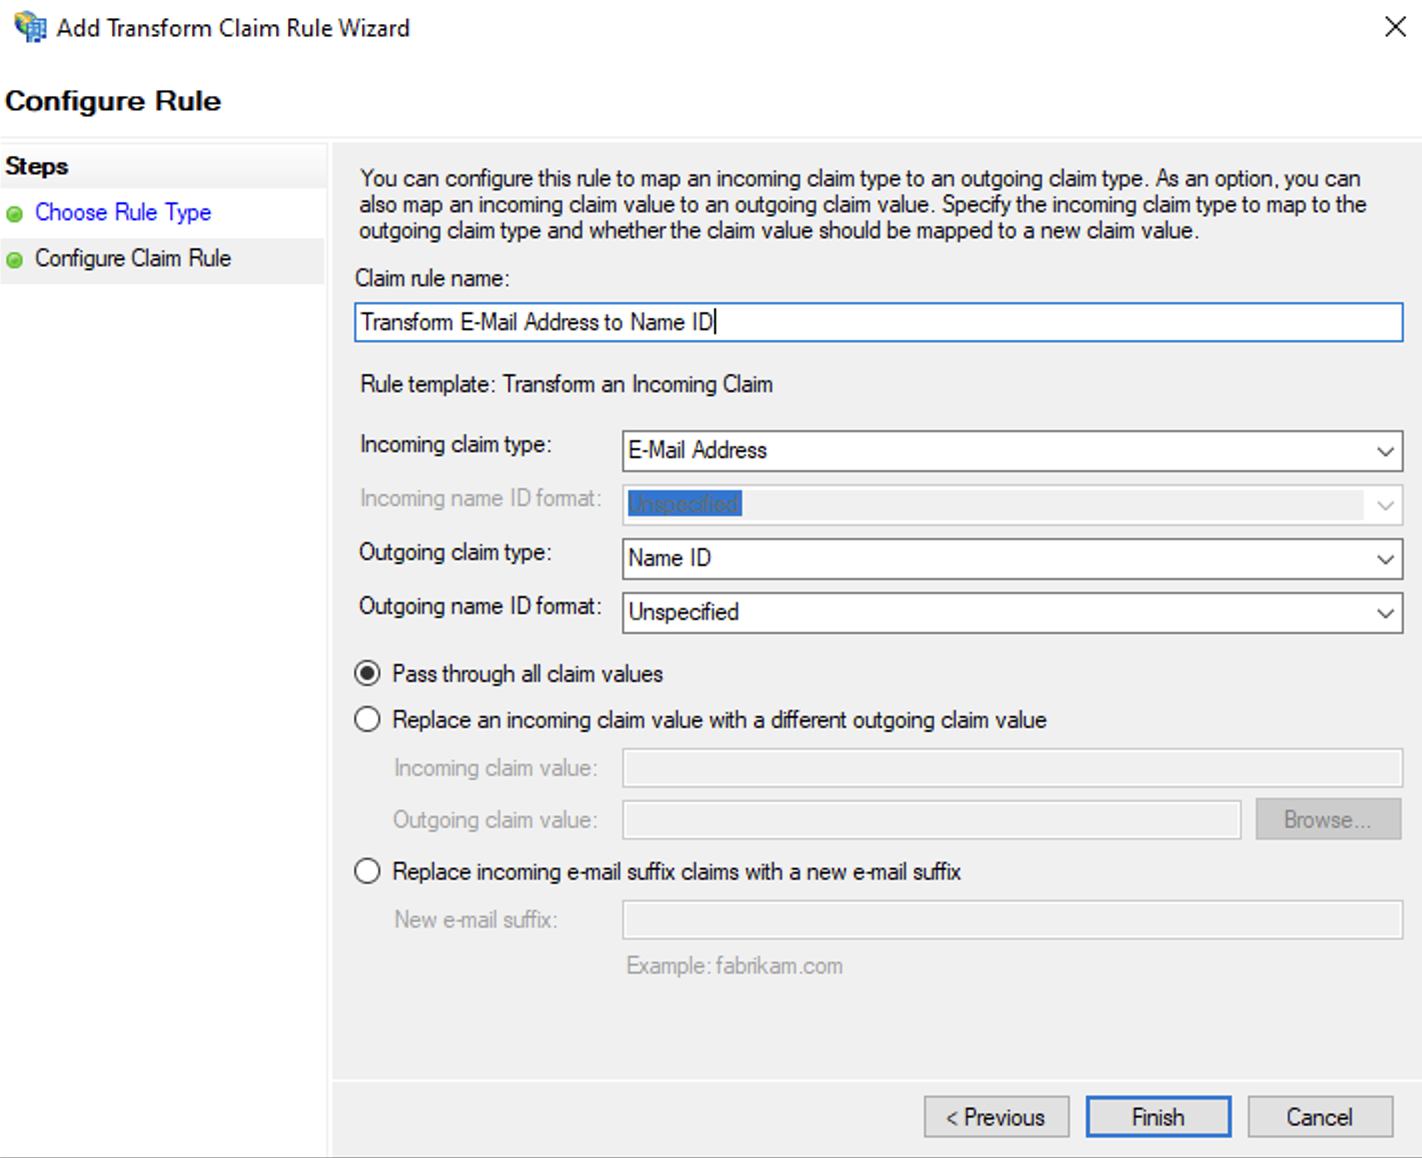 Add Transform Claim Rule Wizard
Configure Rule
Steps
Choose Rule Type
Configure Claim Rule
You can configure this rule to map an incoming claim type to an outgoing claim type. As an option, you can
also map an incoming claim value to an outgoing claim value. Specify the incoming claim type to map to the
outgoing claim type and whether the claim value should be mapped to a new claim value.
Claim rule name:
Transform E-Mail Address to Name ID
Rule template: Transform an Incoming Claim
Incoming claim type: E-Mail Address
Incoming name ID format: Unspecified
Outgoing claim type: Name ID
Outgoing name ID format: Unspecified
Pass through all claim values
Replace an incoming claim value with a different outgoing claim value
Incoming claim value:
Outgoing claim value: Browse...
Replace incoming e-mail suffix claims with a new e-mail suffix
New e-mail suffix:
Example: fabrikam.com
< Previous Finish Cancel